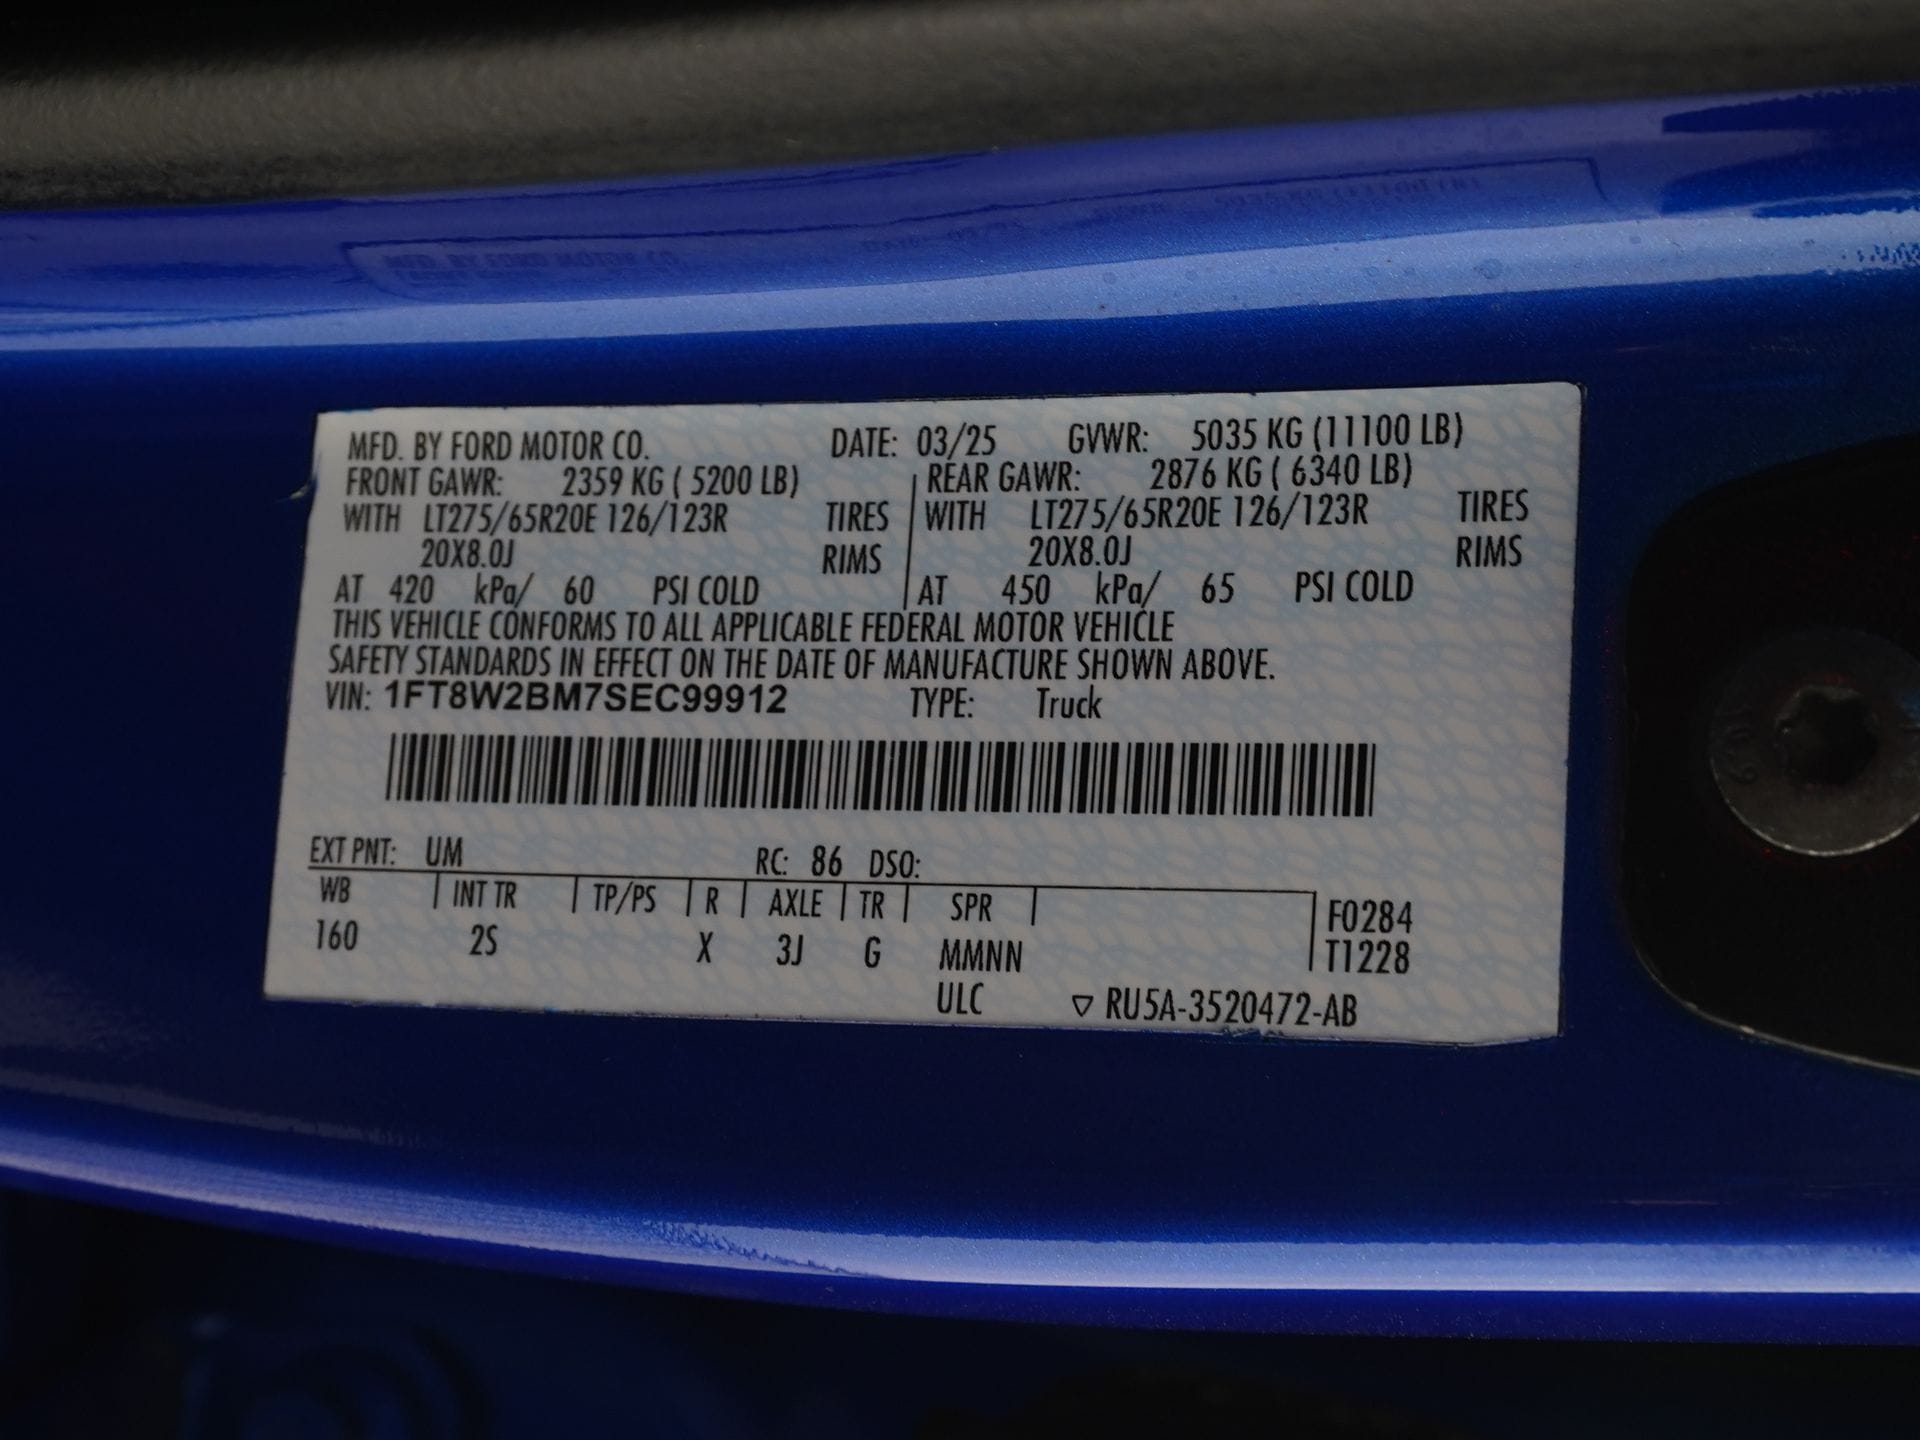 MFD. BY FORD MOTOR CO. DATE: 03/25 GVWR: 5035 KG (11100 LB)
FRONT GAWR: 2359 KG ( 5200 LB) REAR GAWR: 2876 KG ( 6340 LB)
WITH LT275/65R20E 126/123R TIRES WITH LT275/65R20E 126/123R TIRES
20X8.0J RIMS 20X8.0J RIMS
AT 420 kPa/ 60 PSI COLD AT 450 kPa/ 65 PSI COLD
THIS VEHICLE CONFORMS TO ALL APPLICABLE FEDERAL MOTOR VEHICLE
SAFETY STANDARDS IN EFFECT ON THE DATE OF MANUFACTURE SHOWN ABOVE.
VIN: 1FT8W2BM7SEC99912 TYPE: Truck
EXT PNT: UM RC: 86 DSO:
WB INT TR TP/PS R AXLE TR SPR F0284
160 2S X 3J G MMNN T1228
ULC ▽ RU5A-3520472-AB
10.9